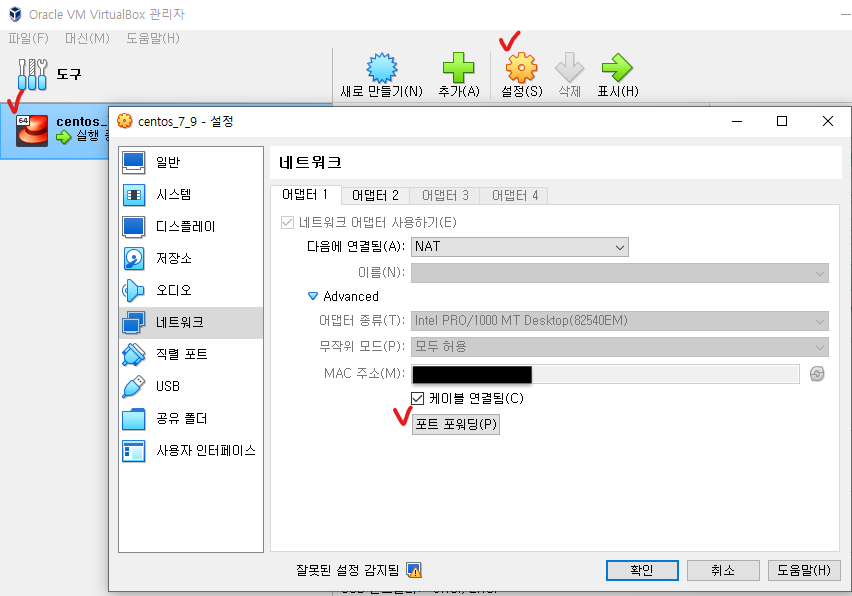 Oracle VM VirtualBox 관리자
파일(F) 머신(M) 도움말(H)
도구
새로 만들기(N) 추가(A) 설정(S) 삭제 표시(H)
64
centos_
실행
centos_7_9 - 설정
일반
시스템
디스플레이
저장소
오디오
네트워크
직렬 포트
USB
공유 폴더
사용자 인터페이스
네트워크
어댑터 1 어댑터 2 어댑터 3 어댑터 4
네트워크 어댑터 사용하기(E)
다음에 연결됨(A): NAT
이름(N):
Advanced
어댑터 종류(T): Intel PRO/1000 MT Desktop(82540EM)
무작위 모드(P): 모두 허용
MAC 주소(M):
케이블 연결됨(C)
포트 포워딩(P)
잘못된 설정 감지됨
확인 취소 도움말(H)